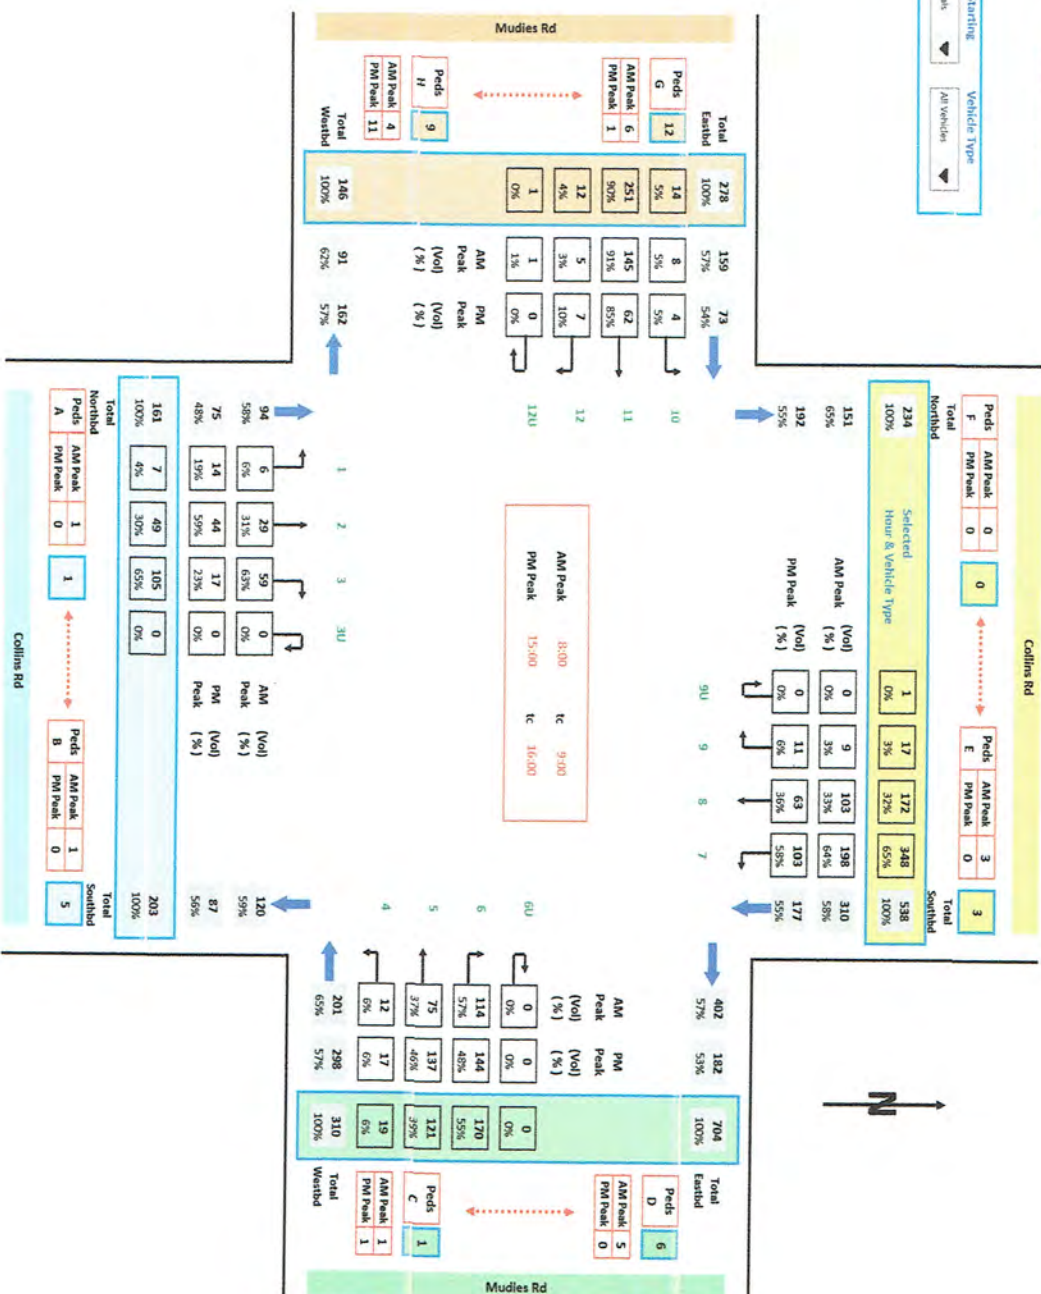 Starting
Vehicle Type
All Vehicles
Collins Rd
Peds F
AM Peak 0
PM Peak 0
0
Peds E
AM Peak 3
PM Peak 0
3
Total Northbd
234
100%
Selected
Hour & Vehicle Type
1
0%
17
3%
172
32%
348
65%
Total Southbd
538
100%
151
65%
AM Peak (Vol) (%)
0
0%
9
3%
103
33%
198
64%
310
58%
192
55%
PM Peak (Vol) (%)
0
0%
11
6%
63
36%
103
58%
177
55%
9U
9
8
7
Mudies Rd
Peds G
12
AM Peak 6
PM Peak 1
Peds H
9
AM Peak 4
PM Peak 11
Total Eastbd
278
100%
14
5%
251
90%
12
4%
1
0%
Total Westbd
146
100%
159
57%
8
5%
145
91%
5
3%
1
1%
AM Peak (Vol) (%)
91
62%
73
54%
4
5%
62
85%
7
10%
0
0%
PM Peak (Vol) (%)
162
57%
10
11
12
12U
AM Peak 8:00 tc 9:00
PM Peak 15:00 tc 16:00
N
402
57%
182
53%
704
100%
Total Eastbd
6U
6
5
4
AM Peak (Vol) (%)
0
0%
114
57%
75
37%
12
6%
201
65%
PM Peak (Vol) (%)
0
0%
144
48%
137
46%
17
6%
298
57%
0
0%
170
55%
121
39%
19
6%
310
100%
Total Westbd
Peds D
6
AM Peak 5
PM Peak 0
Peds C
1
AM Peak 1
PM Peak 1
Mudies Rd
1
2
3
3U
94
58%
6
6%
29
31%
59
63%
0
0%
AM Peak (Vol) (%)
120
59%
75
48%
14
19%
44
59%
17
23%
0
0%
PM Peak (Vol) (%)
87
56%
161
100%
7
4%
49
30%
105
65%
0
0%
203
100%
Total Northbd
Total Southbd
Peds A
AM Peak 1
PM Peak 0
1
Peds B
AM Peak 1
PM Peak 0
5
Collins Rd